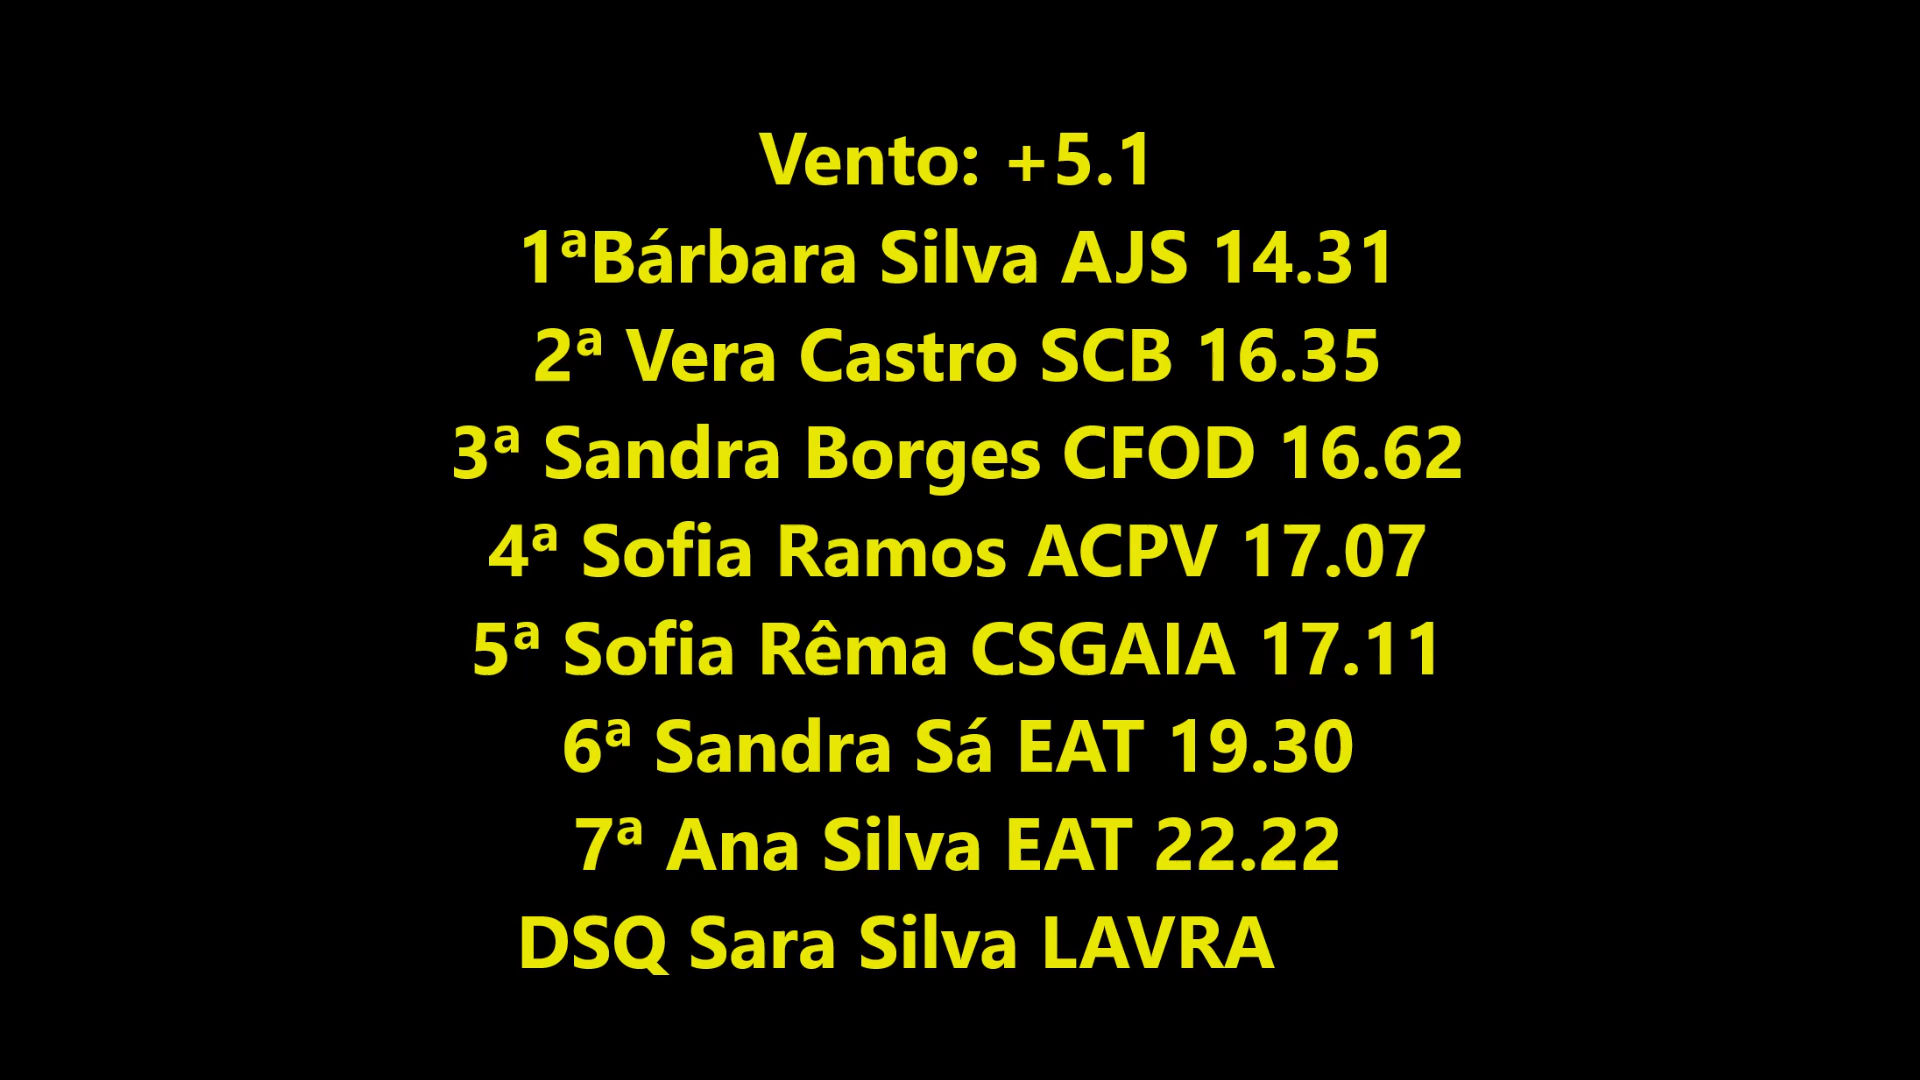 Vento: +5.1
1ªBárbara Silva AJS 14.31
2ª Vera Castro SCB 16.35
3ª Sandra Borges CFOD 16.62
4ª Sofia Ramos ACPV 17.07
5ª Sofia Rêma CSGAIA 17.11
6ª Sandra Sá EAT 19.30
7ª Ana Silva EAT 22.22
DSQ Sara Silva LAVRA